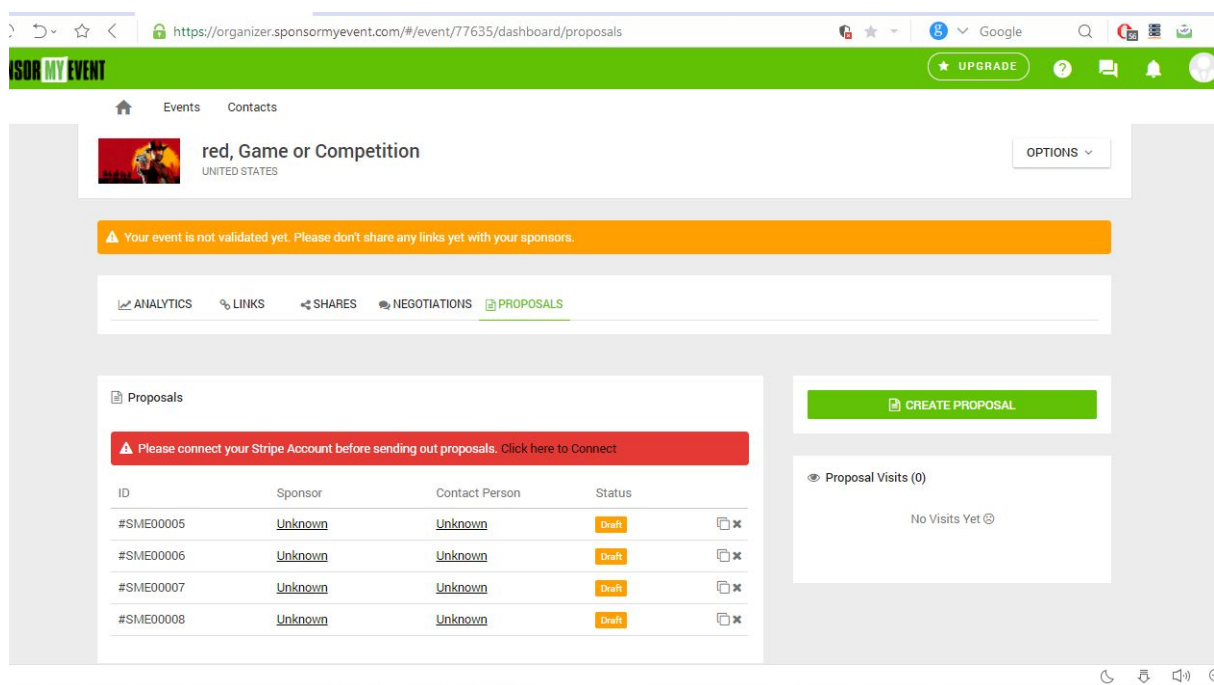 https://organizer.sponsormyevent.com/#/event/77635/dashboard/proposals
Google
56
NSOR MY EVENT
UPGRADE
Events Contacts
red, Game or Competition
UNITED STATES
OPTIONS
Your event is not validated yet. Please don't share any links yet with your sponsors.
ANALYTICS LINKS SHARES NEGOTIATIONS PROPOSALS
Proposals
CREATE PROPOSAL
Please connect your Stripe Account before sending out proposals. Click here to Connect
Proposal Visits (0)
ID Sponsor Contact Person Status
No Visits Yet
#SME00005 Unknown Unknown Draft
#SME00006 Unknown Unknown Draft
#SME00007 Unknown Unknown Draft
#SME00008 Unknown Unknown Draft